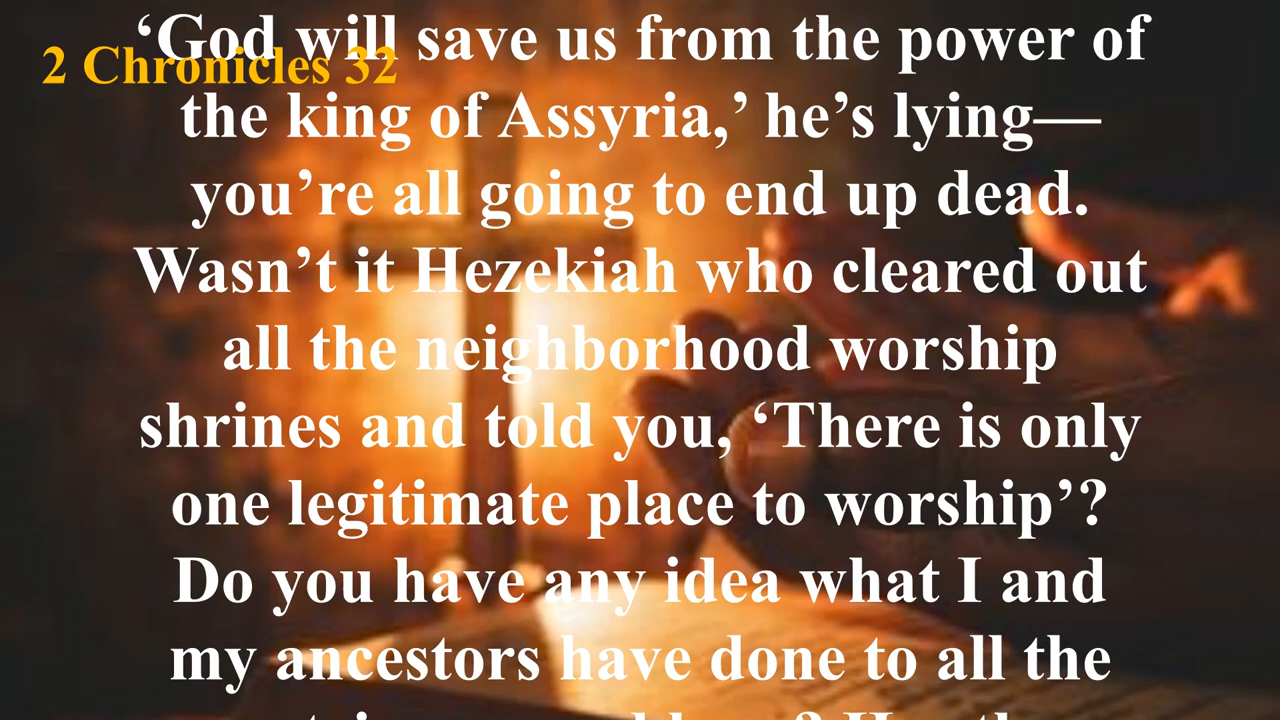 ‘God will save us from the power of
2 Chronicles 32
the king of Assyria,’ he’s lying—
you’re all going to end up dead.
Wasn’t it Hezekiah who cleared out
all the neighborhood worship
shrines and told you, ‘There is only
one legitimate place to worship’?
Do you have any idea what I and
my ancestors have done to all the